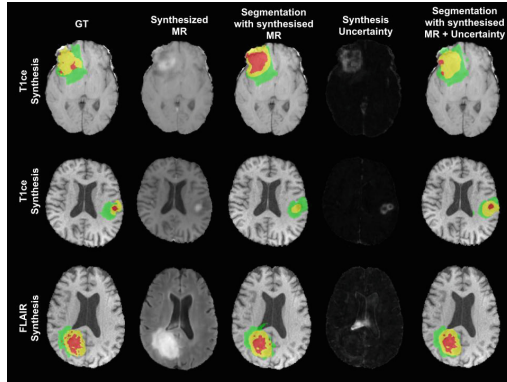 GT
Synthesized
MR
Segmentation
with synthesised
MR
Synthesis
Uncertainty
Segmentation
with synthesised
MR + Uncertainty
T1ce
Synthesis
T1ce
Synthesis
FLAIR
Synthesis